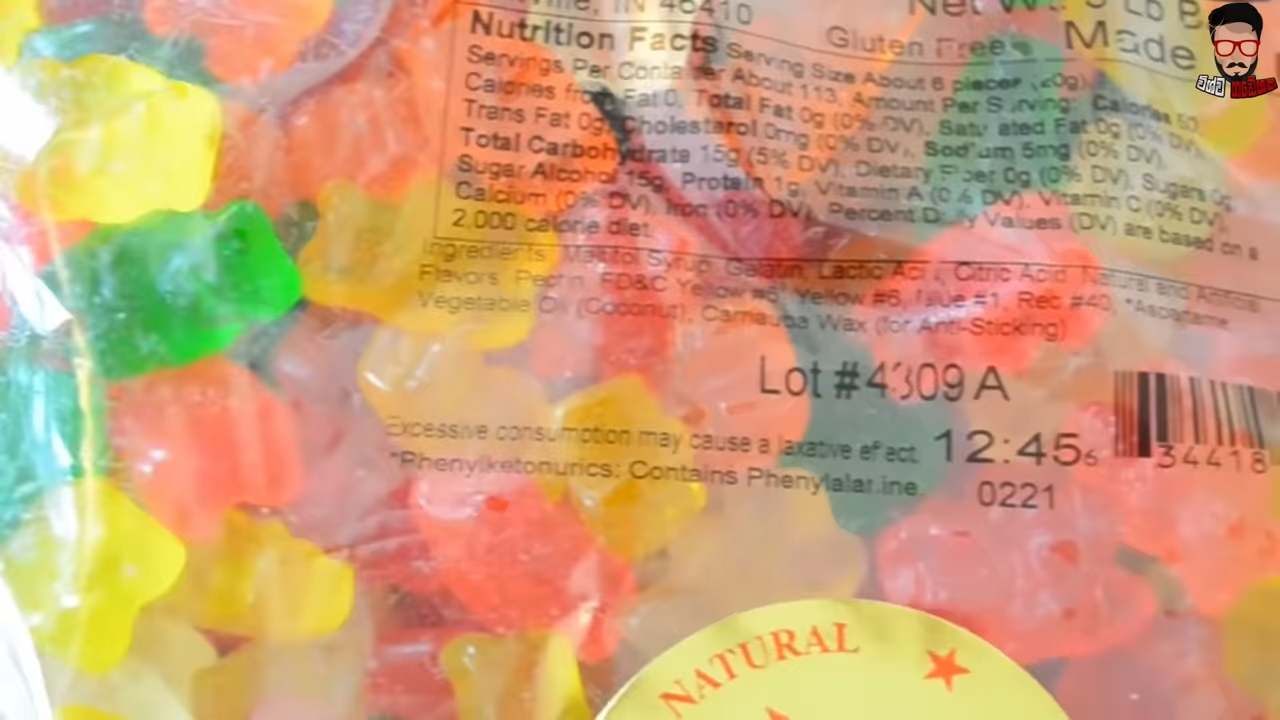 ville, IN 46410
Net Wt. 5 Lb B
Gluten Free
Made
විශ්ව
Nutrition Facts Serving Size About 6 pieces (20g),
Servings Per Container About 113, Amount Per Serving: Calories 50,
Calories from Fat 0, Total Fat 0g (0% DV), Saturated Fat 0g (0% DV),
Trans Fat 0g, Cholesterol 0mg (0% DV), Sodium 5mg (0% DV),
Total Carbohydrate 15g (5% DV), Dietary Fiber 0g (0% DV), Sugars 0g,
Sugar Alcohol 15g, Protein 1g, Vitamin A (0% DV), Vitamin C (0% DV),
Calcium (0% DV), Iron (0% DV), Percent Daily Values (DV) are based on a
2,000 calorie diet.
Ingredients: Maltitol Syrup, Gelatin, Lactic Acid, Citric Acid, Natural and Artificial
Flavors, Pectin, FD&C Yellow #5, Yellow #6, Blue #1, Red #40, *Aspartame
Vegetable Oil (Coconut), Carnauba Wax (for Anti-Sticking)
Lot #4309 A
Excessive consumption may cause a laxative effect.
*Phenylketonurics: Contains Phenylalanine.
12:456
0221
34418
NATURAL